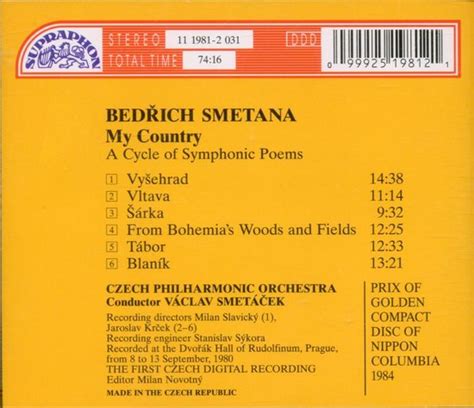 SUPRAPHON
STEREO 11 1981-2 031 DDD
TOTAL TIME 74:16
0 99925 19812 1
BEDŘICH SMETANA
My Country
A Cycle of Symphonic Poems
1 Vyšehrad 14:38
2 Vltava 11:14
3 Šárka 9:32
4 From Bohemia's Woods and Fields 12:25
5 Tábor 12:33
6 Blaník 13:21
CZECH PHILHARMONIC ORCHESTRA
Conductor VÁCLAV SMETÁČEK
Recording directors Milan Slavický (1),
Jaroslav Krček (2–6)
Recording engineer Stanislav Sýkora
Recorded at the Dvořák Hall of Rudolfinum, Prague,
from 8 to 13 September, 1980
THE FIRST CZECH DIGITAL RECORDING
Editor Milan Novotný
MADE IN THE CZECH REPUBLIC
PRIX OF
GOLDEN
COMPACT
DISC OF
NIPPON
COLUMBIA
1984